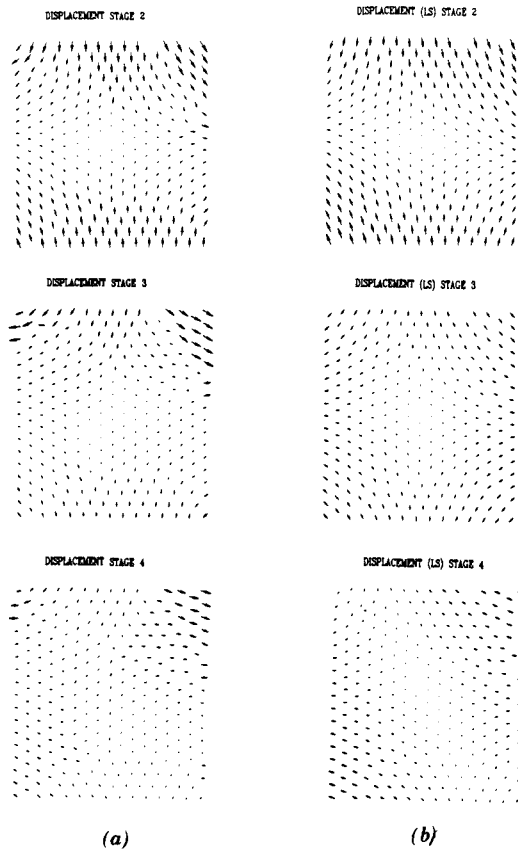 DISPLACEMENT STAGE 2
DISPLACEMENT (LS) STAGE 2
DISPLACEMENT STAGE 3
DISPLACEMENT (LS) STAGE 3
DISPLACEMENT STAGE 4
DISPLACEMENT (LS) STAGE 4
(a)
(b)